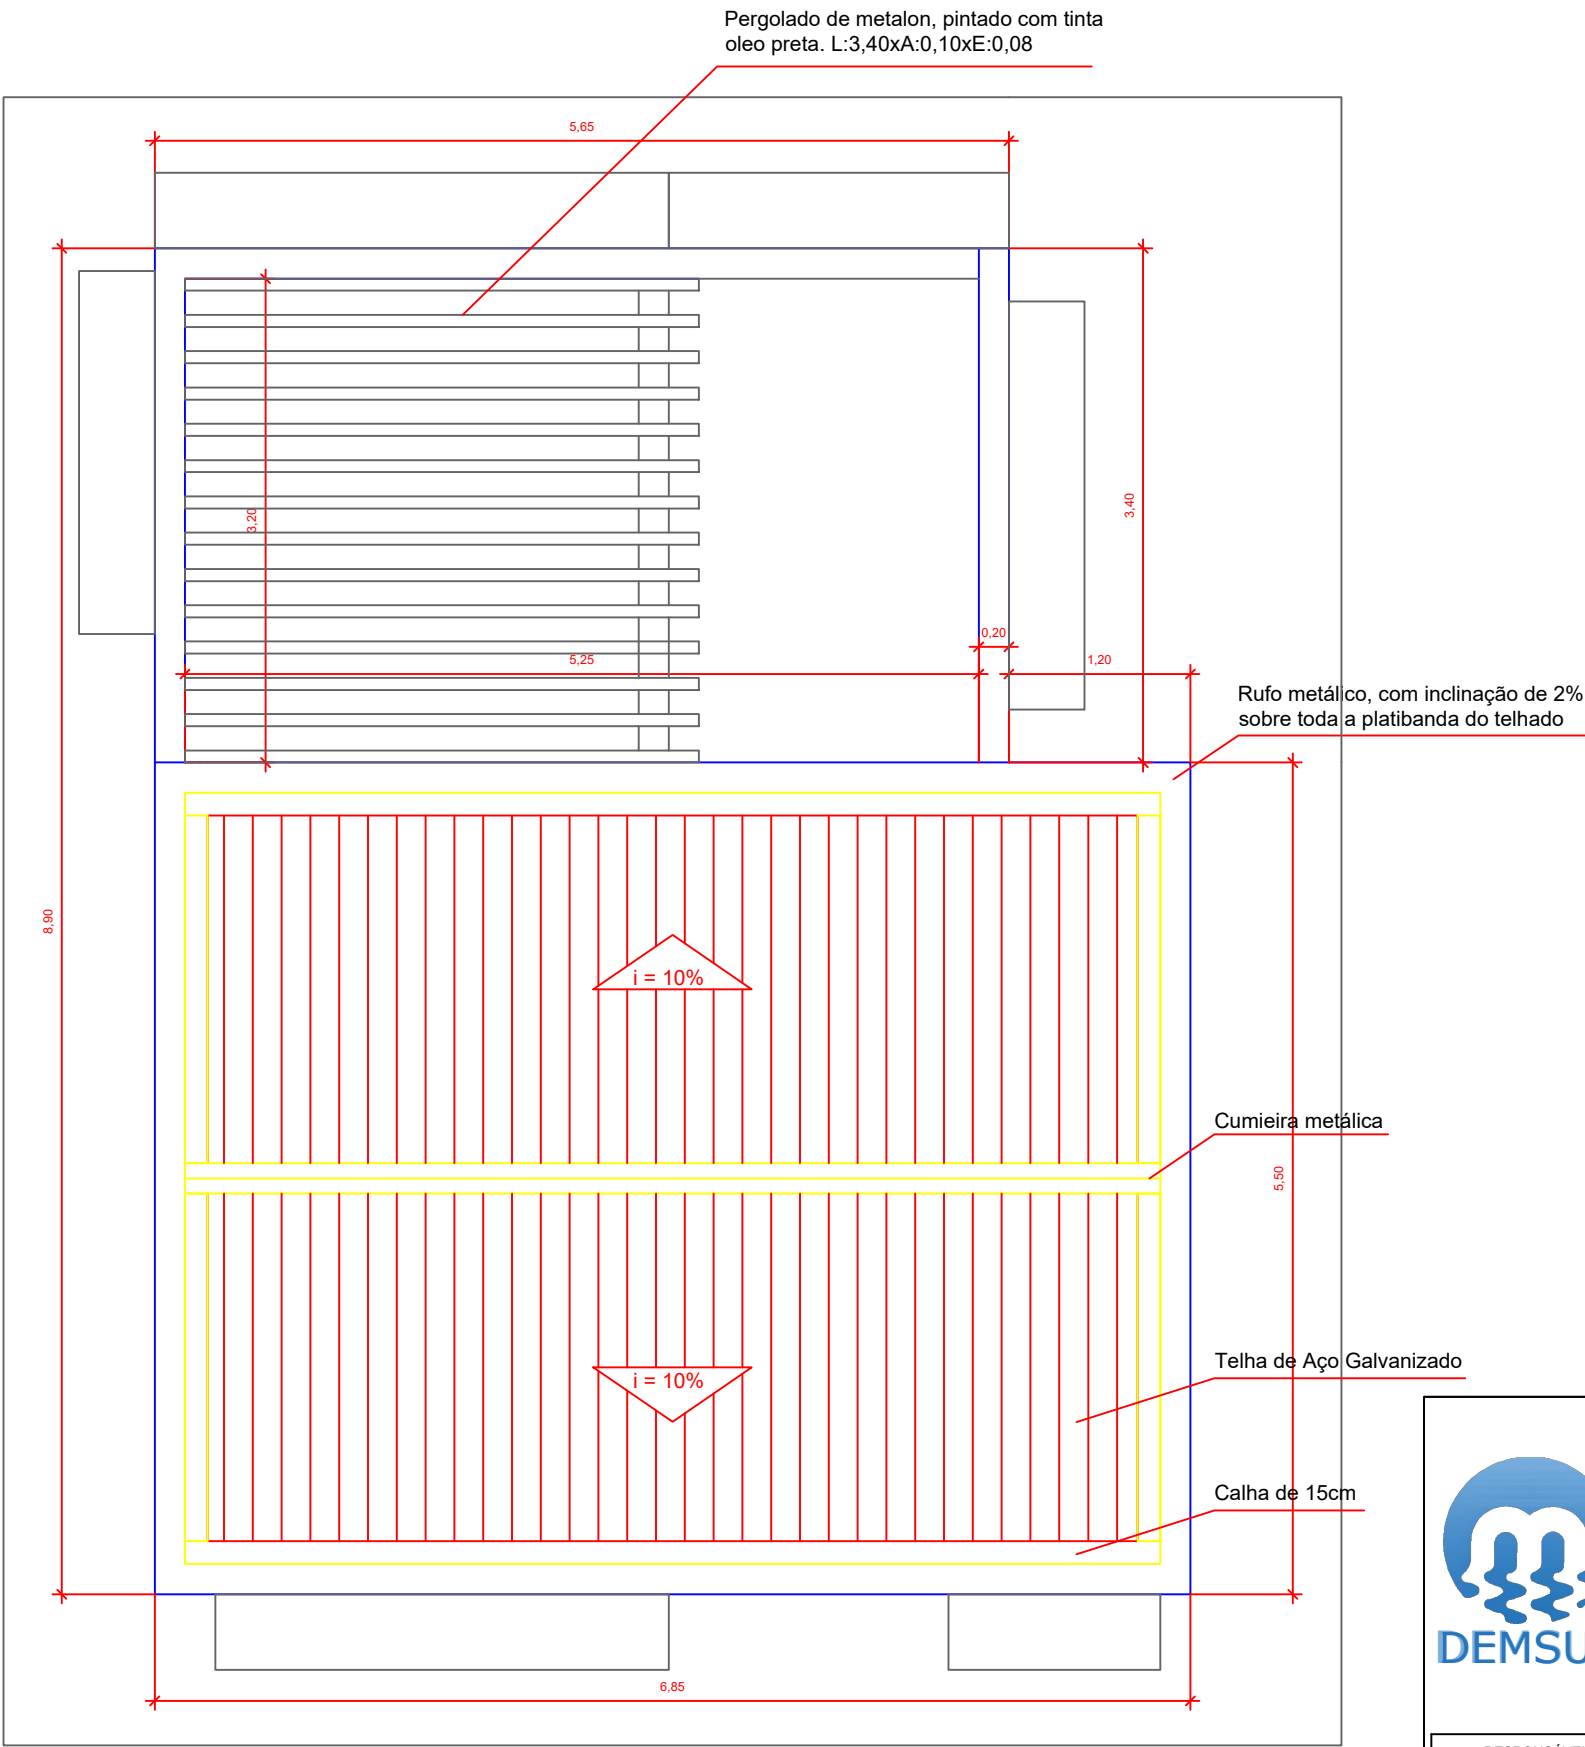 Pergolado de metalon, pintado com tinta
oleo preta. L:3,40xA:0,10xE:0,08
5,65
3,20
3,40
0,20
5,25
1,20
Rufo metálico, com inclinação de 2%
sobre toda a platibanda do telhado
8,90
i = 10%
Cumieira metálica
5,50
Telha de Aço Galvanizado
i = 10%
Calha de 15cm
DEMSU
6,85